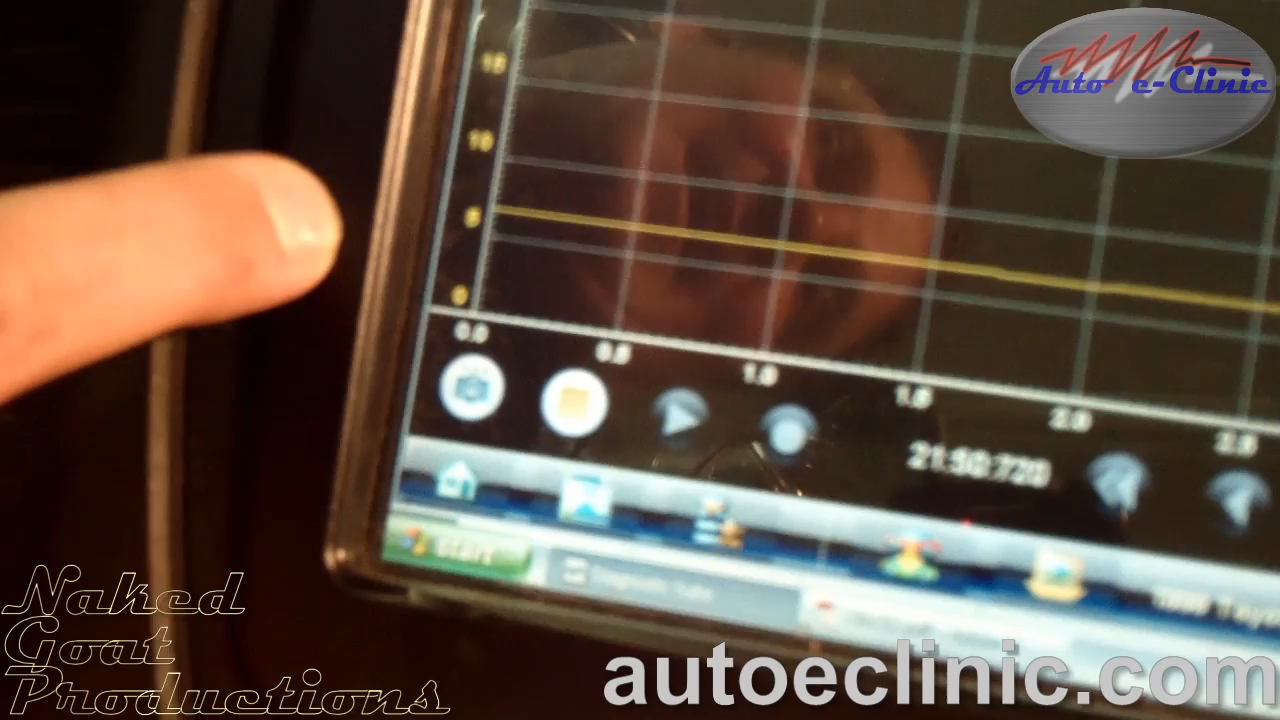 Auto e-Clinic
15
10
5
0
0.0 0.5 1.0 1.5 2.0 2.5
21:50:720
start
Naked
Goat
Productions
autoeclinic.com